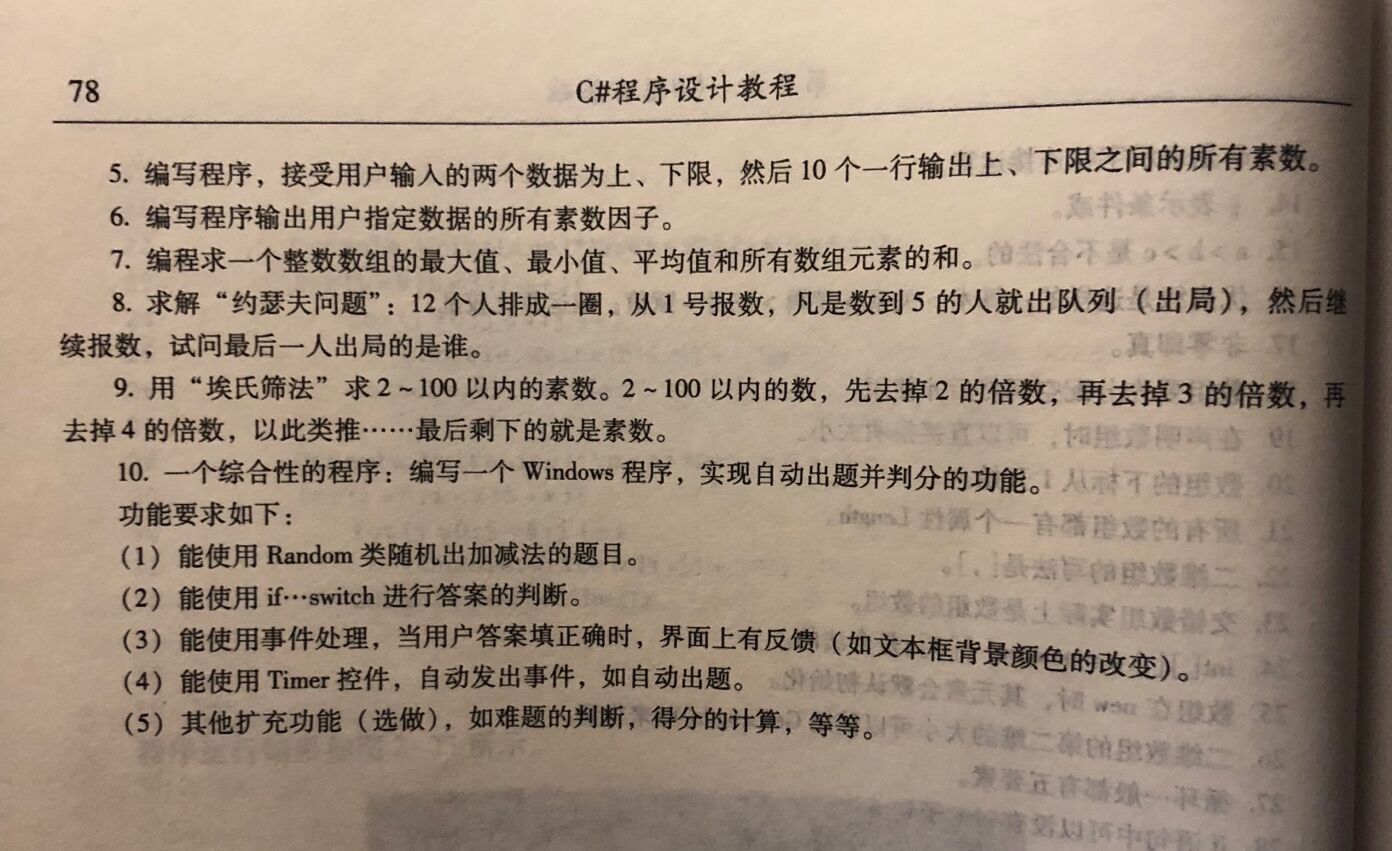 78
C#程序设计教程
5. 编写程序，接受用户输入的两个数据为上、下限，然后 10 个一行输出上、下限之间的所有素数。
6. 编写程序输出用户指定数据的所有素数因子。
7. 编程求一个整数数组的最大值、最小值、平均值和所有数组元素的和。
8. 求解“约瑟夫问题”：12 个人排成一圈，从 1 号报数，凡是数到 5 的人就出队列（出局），然后继
续报数，试问最后一人出局的是谁。
9. 用“埃氏筛法”求 2～100 以内的素数。2～100 以内的数，先去掉 2 的倍数，再去掉 3 的倍数，再
去掉 4 的倍数，以此类推……最后剩下的就是素数。
10. 一个综合性的程序：编写一个 Windows 程序，实现自动出题并判分的功能。
功能要求如下：
（1）能使用 Random 类随机出加减法的题目。
（2）能使用 if…switch 进行答案的判断。
（3）能使用事件处理，当用户答案填正确时，界面上有反馈（如文本框背景颜色的改变）。
（4）能使用 Timer 控件，自动发出事件，如自动出题。
（5）其他扩充功能（选做），如难题的判断，得分的计算，等等。